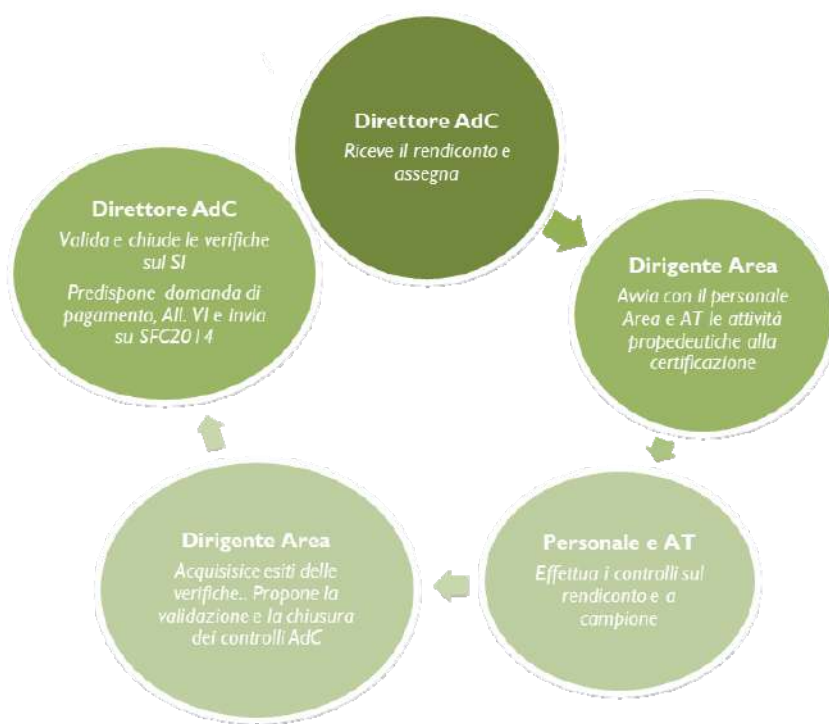 Direttore AdC
Riceve il rendiconto e
assegna
Dirigente Area
Avvia con il personale
Area e AT le attività
propedeutiche alla
certificazione
Personale e AT
Effettua i controlli sul
rendiconto e a
campione
Dirigente Area
Acquisisice esiti delle
verifiche.. Propone la
validazione e la chiusura
dei controlli AdC
Direttore AdC
Valida e chiude le verifiche
sul SI
Predispone domanda di
pagamento, All. VI e invia
su SFC2014